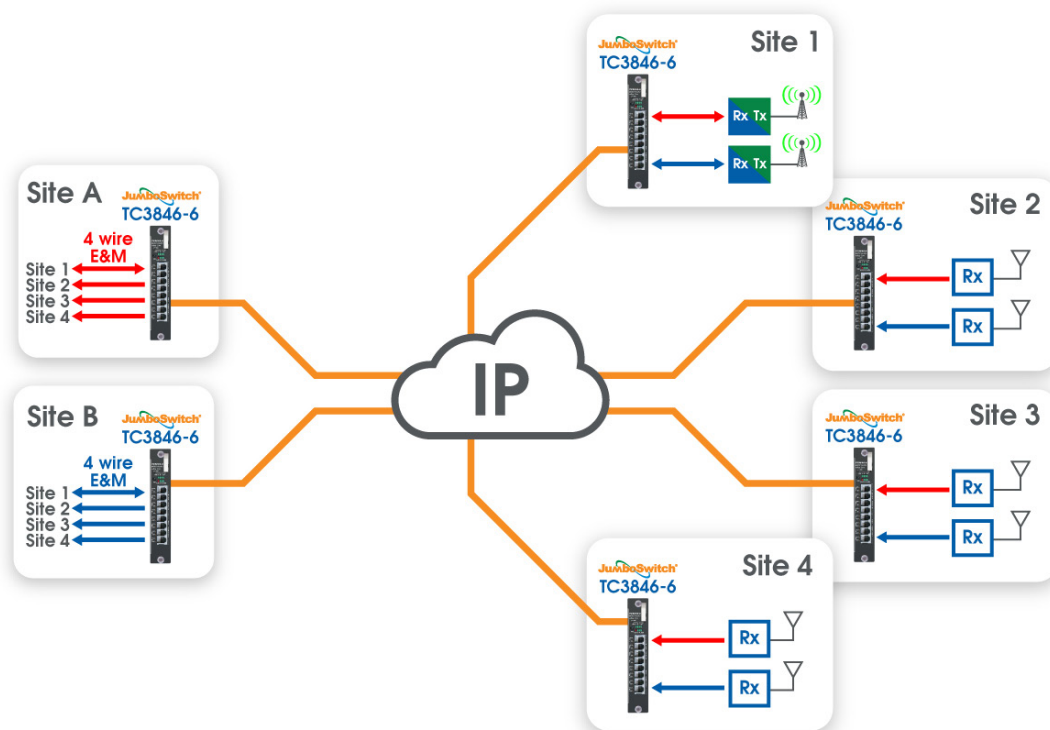 Site A
JumboSwitch®
TC3846-6
4 wire
E&M
Site 1
Site 2
Site 3
Site 4
Site B
JumboSwitch®
TC3846-6
4 wire
E&M
Site 1
Site 2
Site 3
Site 4
IP
JumboSwitch®
TC3846-6
Site 1
Rx Tx
Rx Tx
JumboSwitch®
TC3846-6
Site 2
Rx
Rx
JumboSwitch®
TC3846-6
Site 3
Rx
Rx
JumboSwitch®
TC3846-6
Site 4
Rx
Rx